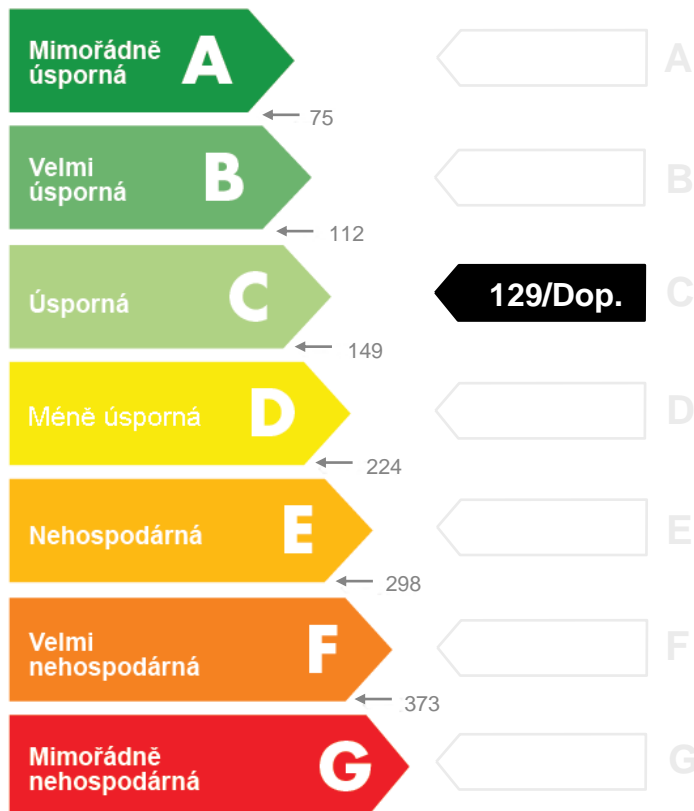 Mimořádně
úsporná
A
A
75
Velmi
úsporná
B
B
112
Úsporná
C
129/Dop.
C
149
Méně úsporná
D
D
224
Nehospodárná
E
E
298
Velmi
nehospodárná
F
F
373
Mimořádně
nehospodárná
G
G